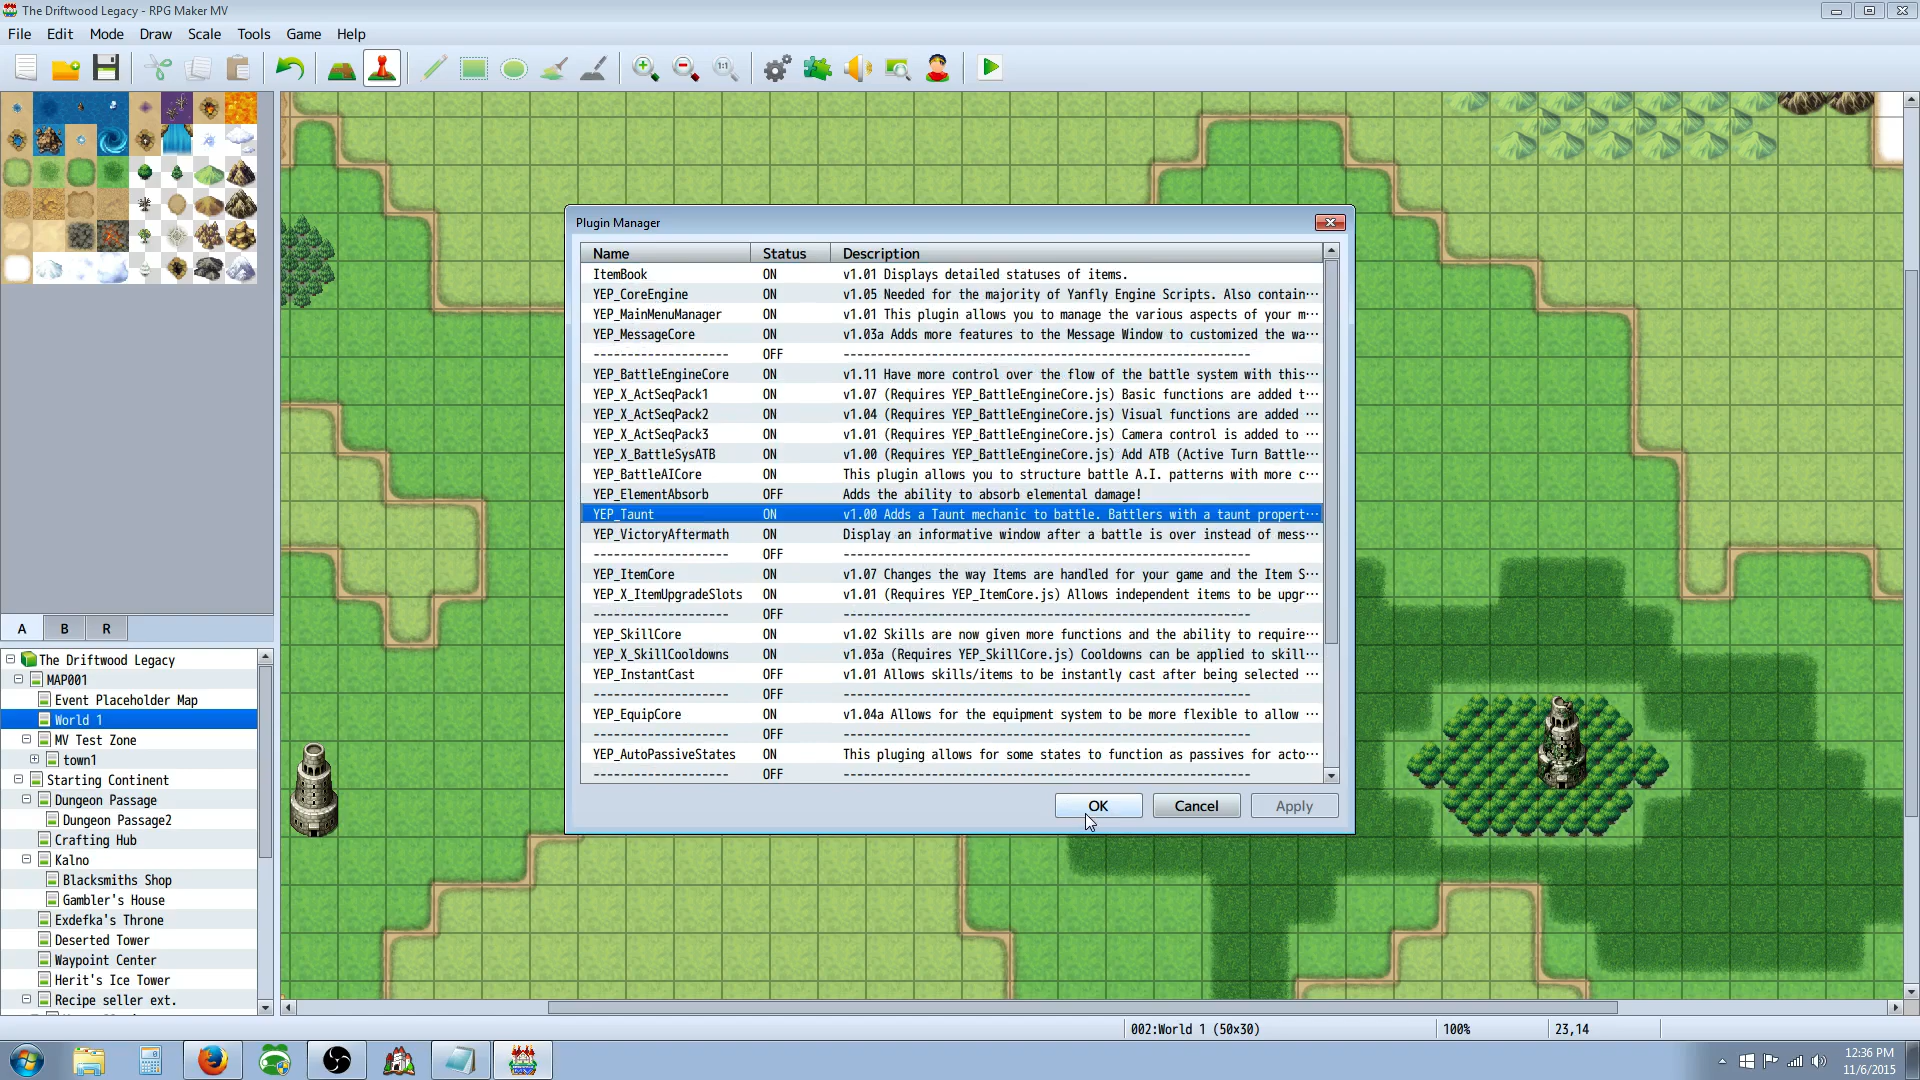 The Driftwood Legacy - RPG Maker MV
File Edit Mode Draw Scale Tools Game Help
1:1
Plugin Manager
Name Status Description
ItemBook ON v1.01 Displays detailed statuses of items.
YEP_CoreEngine ON v1.05 Needed for the majority of Yanfly Engine Scripts. Also contain···
YEP_MainMenuManager ON v1.01 This plugin allows you to manage the various aspects of your m···
YEP_MessageCore ON v1.03a Adds more features to the Message Window to customized the wa···
-------------------- OFF ------------------------------------------------------------
YEP_BattleEngineCore ON v1.11 Have more control over the flow of the battle system with this···
YEP_X_ActSeqPack1 ON v1.07 (Requires YEP_BattleEngineCore.js) Basic functions are added t···
YEP_X_ActSeqPack2 ON v1.04 (Requires YEP_BattleEngineCore.js) Visual functions are added ···
YEP_X_ActSeqPack3 ON v1.01 (Requires YEP_BattleEngineCore.js) Camera control is added to ···
YEP_X_BattleSysATB ON v1.00 (Requires YEP_BattleEngineCore.js) Add ATB (Active Turn Battle···
YEP_BattleAICore ON This plugin allows you to structure battle A.I. patterns with more c···
YEP_ElementAbsorb OFF Adds the ability to absorb elemental damage!
YEP_Taunt ON v1.00 Adds a Taunt mechanic to battle. Battlers with a taunt propert···
YEP_VictoryAftermath ON Display an informative window after a battle is over instead of mess···
-------------------- OFF ------------------------------------------------------------
YEP_ItemCore ON v1.07 Changes the way Items are handled for your game and the Item S···
YEP_X_ItemUpgradeSlots ON v1.01 (Requires YEP_ItemCore.js) Allows independent items to be upgr···
-------------------- OFF ------------------------------------------------------------
YEP_SkillCore ON v1.02 Skills are now given more functions and the ability to require···
YEP_X_SkillCooldowns ON v1.03a (Requires YEP_SkillCore.js) Cooldowns can be applied to skill···
YEP_InstantCast OFF v1.01 Allows skills/items to be instantly cast after being selected ···
-------------------- OFF ------------------------------------------------------------
YEP_EquipCore ON v1.04a Allows for the equipment system to be more flexible to allow ···
-------------------- OFF ------------------------------------------------------------
YEP_AutoPassiveStates ON This pluging allows for some states to function as passives for acto···
-------------------- OFF ------------------------------------------------------------
OK Cancel Apply
A B R
The Driftwood Legacy
MAP001
Event Placeholder Map
World 1
MV Test Zone
town1
Starting Continent
Dungeon Passage
Dungeon Passage2
Crafting Hub
Kalno
Blacksmiths Shop
Gambler's House
Exdefka's Throne
Deserted Tower
Waypoint Center
Herit's Ice Tower
Recipe seller ext.
002:World 1 (50x30) 100% 23,14
12:36 PM
11/6/2015